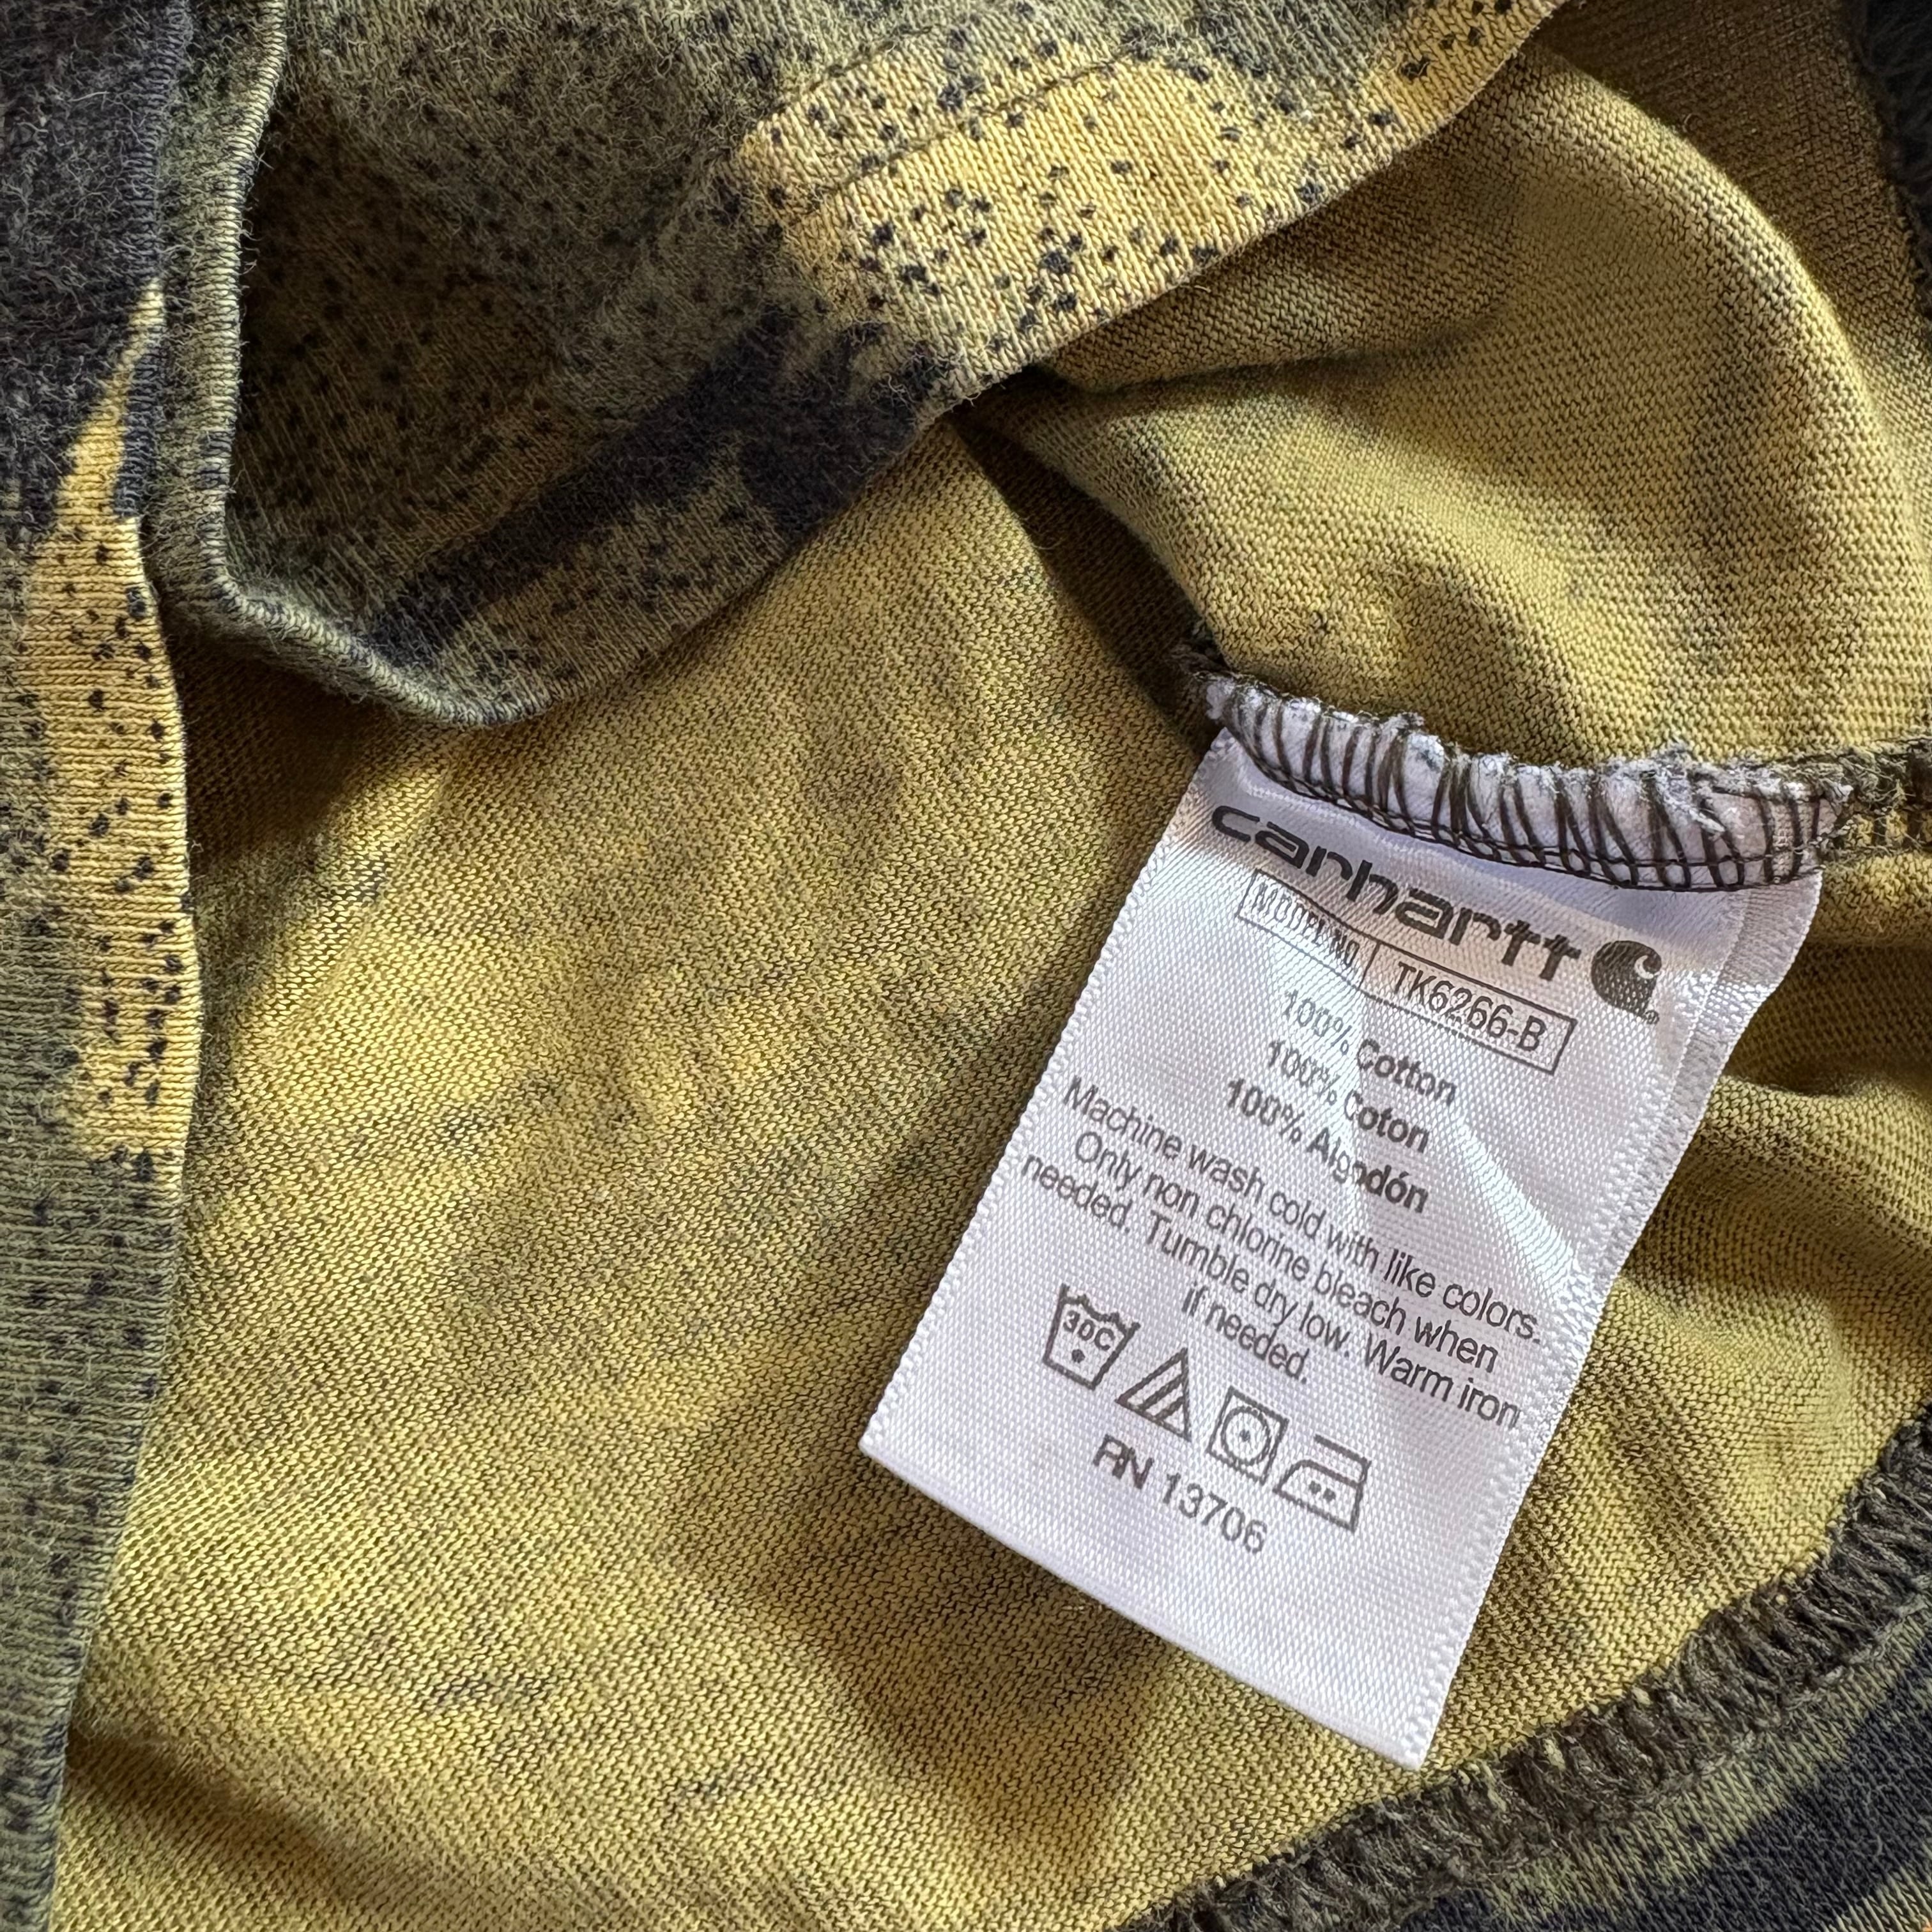 carhartt
MODEL NO TK6266-B
100% Cotton
100% Coton
100% Algodón
Machine wash cold with like colors.
Only non chlorine bleach when
needed. Tumble dry low. Warm iron
if needed.
30C
RN 13706